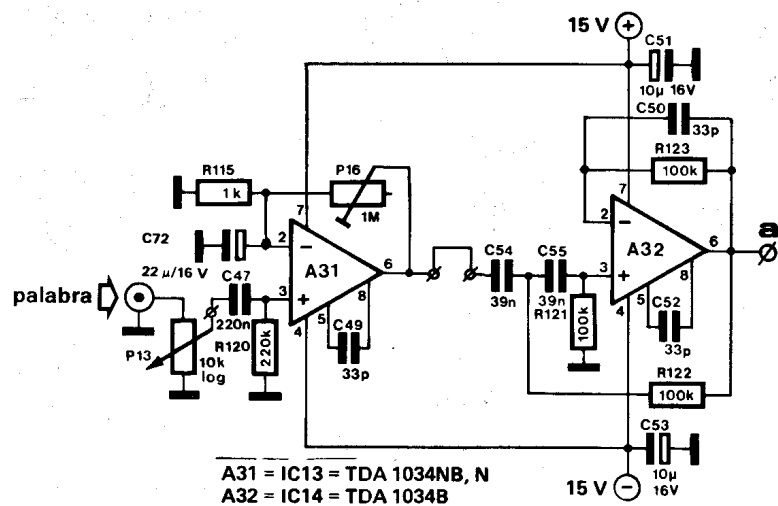 15 V +
C51
10µ 16V
C50
33p
R123
100k
R115
1k
P16
1M
7
7
C72
22 µ/16 V
2 −
A31
6
3 +
8
5
4
C49
33p
C54
39n
C55
39n
R121
100k
2 −
A32
6
a
3 +
8
5
4
C52
33p
palabra
C47
220n
P13
10k
log
R120
220k
R122
100k
C53
10µ
16V
15 V −
A31 = IC13 = TDA 1034NB, N
A32 = IC14 = TDA 1034B